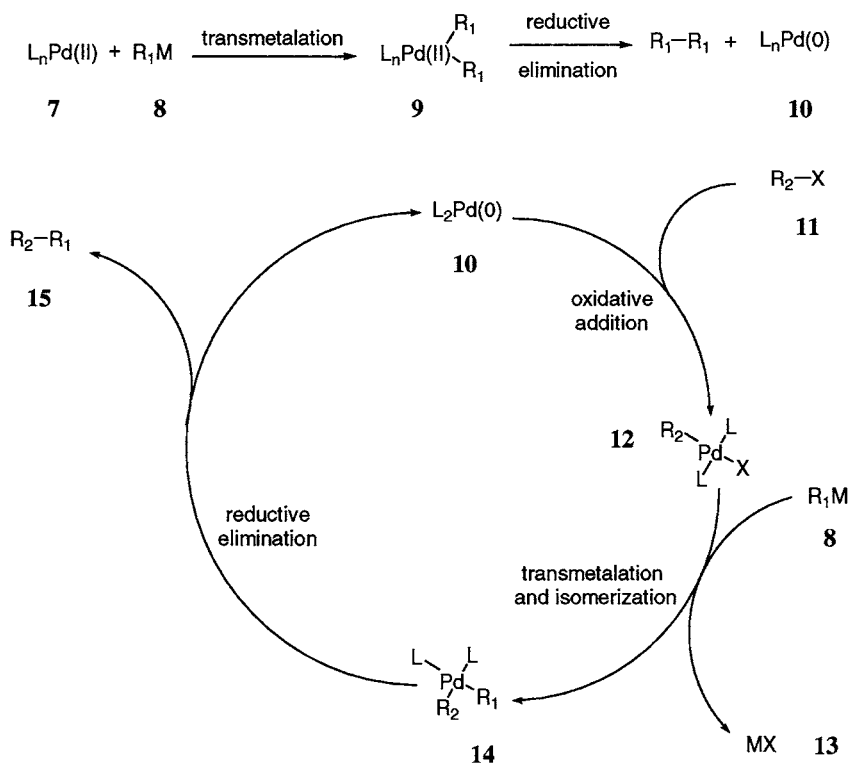 transmetalation
reductive
elimination
LₙPd(II) + R₁M
LₙPd(II)
R₁
R₁
R₁–R₁ + LₙPd(0)
7
8
9
10
R₂–X
11
L₂Pd(0)
10
R₂–R₁
15
oxidative
addition
12
R₂
L
Pd
L
X
R₁M
8
reductive
elimination
transmetalation
and isomerization
L
L
Pd
R₂
R₁
14
MX
13